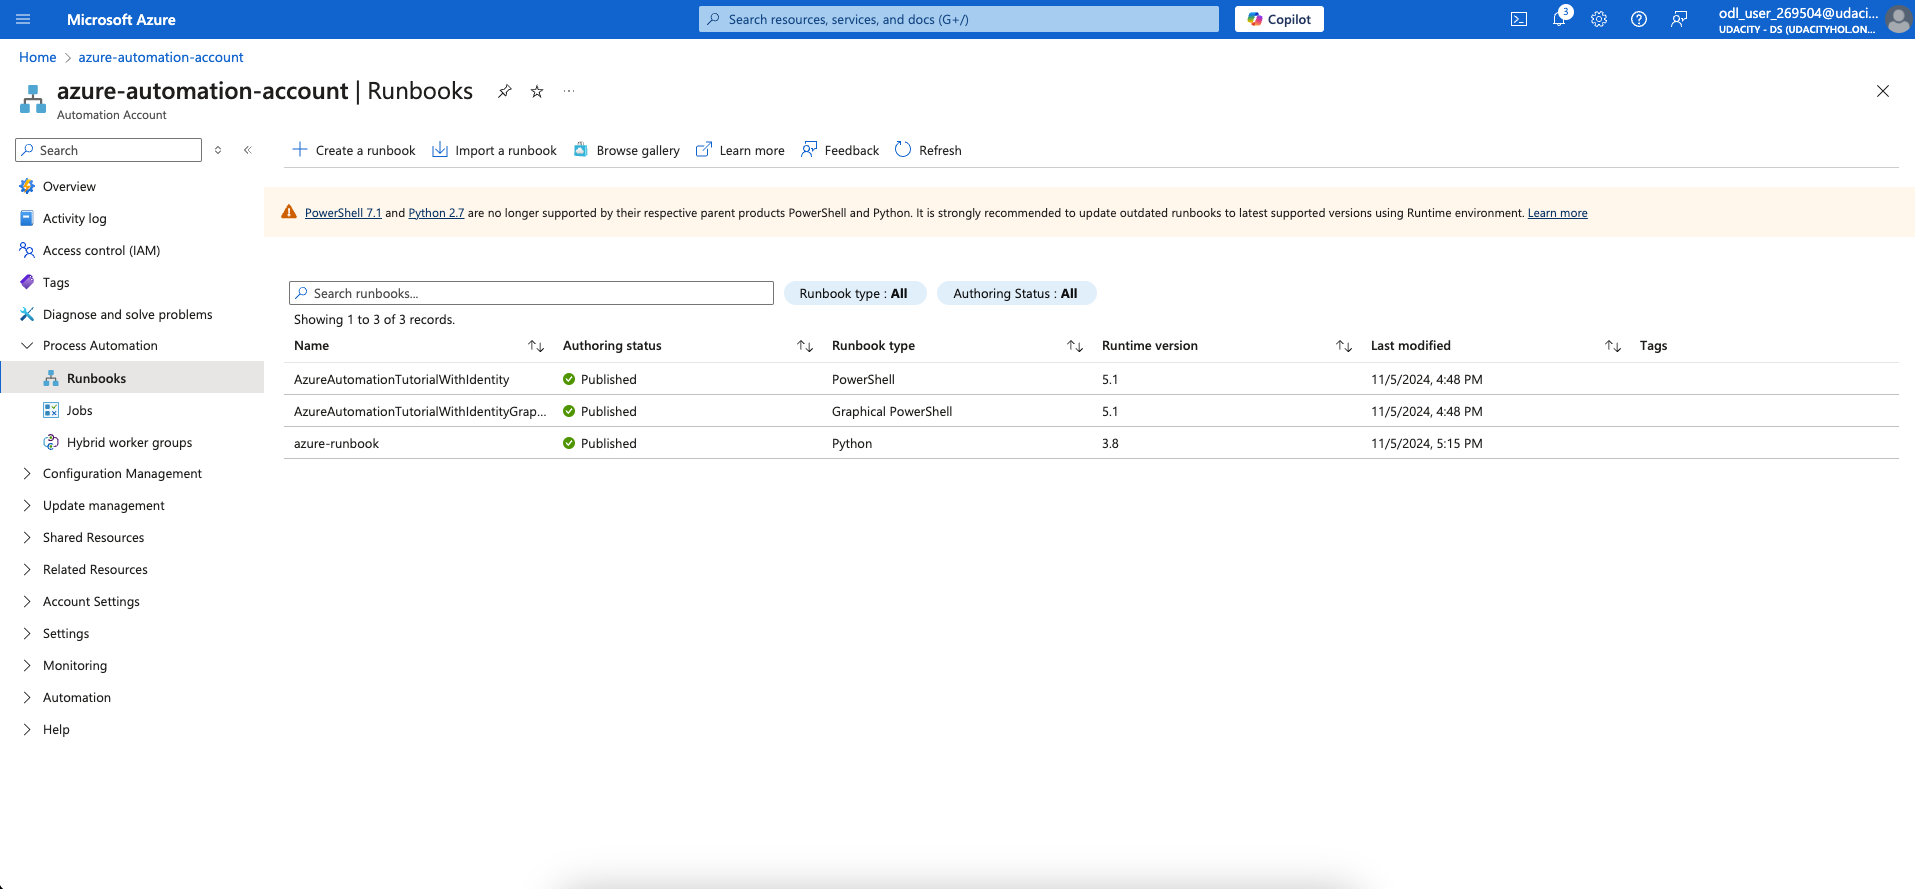 Microsoft Azure
Search resources, services, and docs (G+/)
Copilot
3
odl_user_269504@udaci...
UDACITY - DS (UDACITYHOL.ON...
Home > azure-automation-account
azure-automation-account | Runbooks
...
Automation Account
Search
Create a runbook
Import a runbook
Browse gallery
Learn more
Feedback
Refresh
Overview
Activity log
Access control (IAM)
Tags
Diagnose and solve problems
Process Automation
Runbooks
Jobs
Hybrid worker groups
Configuration Management
Update management
Shared Resources
Related Resources
Account Settings
Settings
Monitoring
Automation
Help
PowerShell 7.1 and Python 2.7 are no longer supported by their respective parent products PowerShell and Python. It is strongly recommended to update outdated runbooks to latest supported versions using Runtime environment. Learn more
Search runbooks...
Runbook type : All
Authoring Status : All
Showing 1 to 3 of 3 records.
Name Authoring status Runbook type Runtime version Last modified Tags
AzureAutomationTutorialWithIdentity Published PowerShell 5.1 11/5/2024, 4:48 PM
AzureAutomationTutorialWithIdentityGrap... Published Graphical PowerShell 5.1 11/5/2024, 4:48 PM
azure-runbook Published Python 3.8 11/5/2024, 5:15 PM